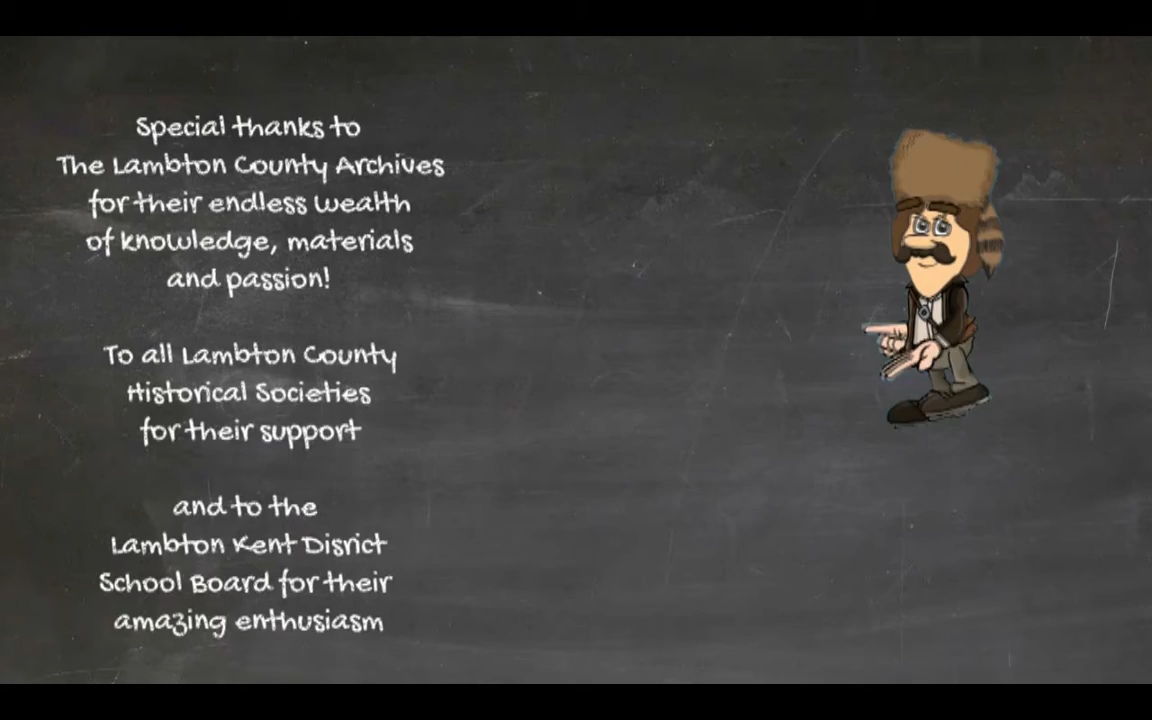 Special thanks to
The Lambton County Archives
for their endless wealth
of knowledge, materials
and passion!
To all Lambton County
Historical Societies
for their support
and to the
Lambton Kent Disrict
School Board for their
amazing enthusiasm